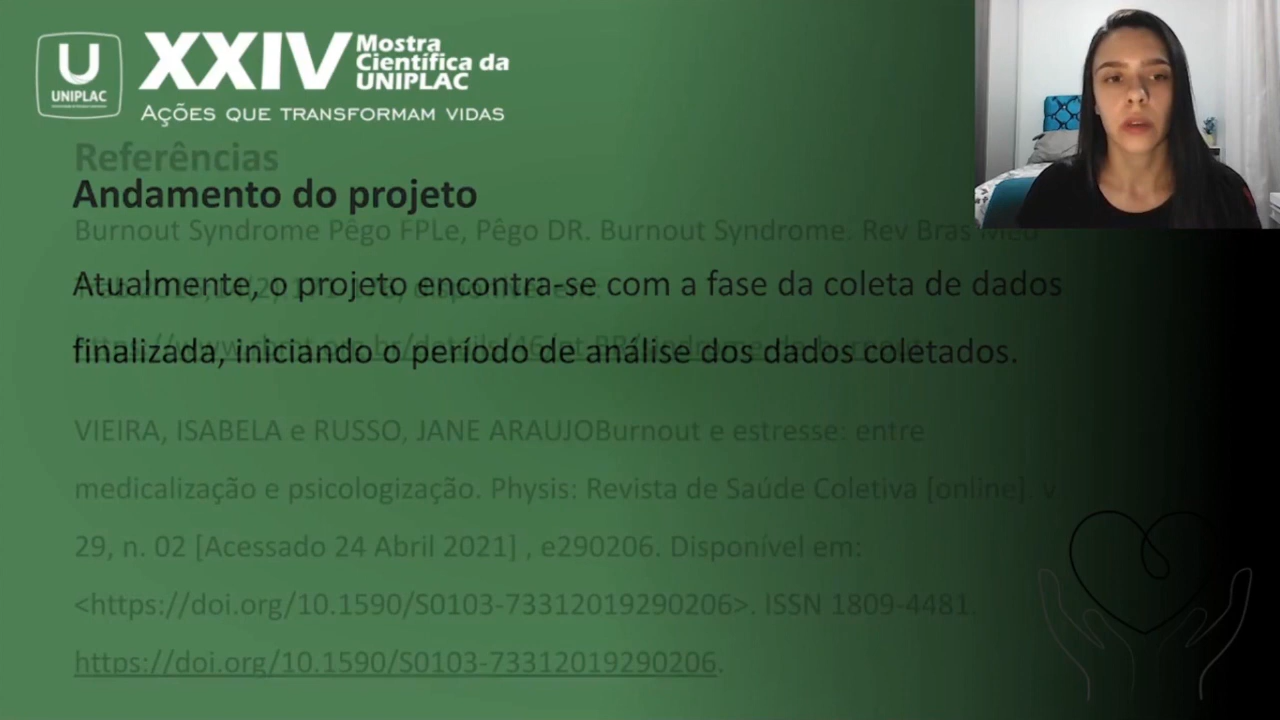 U
UNIPLAC
XXIV Mostra
Científica da
UNIPLAC
AÇÕES QUE TRANSFORMAM VIDAS
Referências
Andamento do projeto
Burnout Syndrome Pêgo FPLe, Pêgo DR. Burnout Syndrome. Rev Bras Med
Atualmente, o projeto encontra-se com a fase da coleta de dados
finalizada, iniciando o período de análise dos dados coletados.
VIEIRA, ISABELA e RUSSO, JANE ARAUJOBurnout e estresse: entre
medicalização e psicologização. Physis: Revista de Saúde Coletiva [online]. v
29, n. 02 [Acessado 24 Abril 2021] , e290206. Disponível em:
<https://doi.org/10.1590/S0103-73312019290206>. ISSN 1809-4481.
https://doi.org/10.1590/S0103-73312019290206.